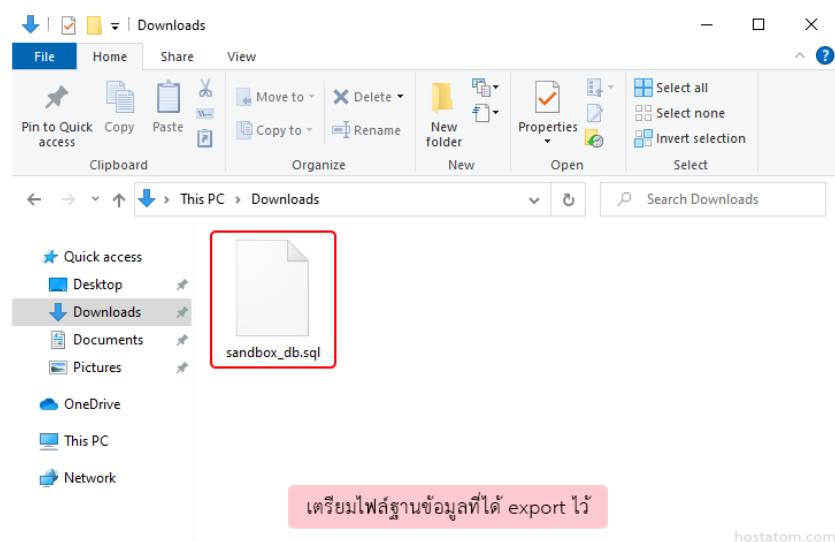 Downloads
File Home Share View
Pin to Quick access
Copy
Paste
Clipboard
Move to
Copy to
Delete
Rename
Organize
New folder
New
Properties
Open
Select all
Select none
Invert selection
Select
This PC > Downloads
Search Downloads
Quick access
Desktop
Downloads
Documents
Pictures
OneDrive
This PC
Network
sandbox_db.sql
เตรียมไฟล์ฐานข้อมูลที่ได้ export ไว้
hostatom.com